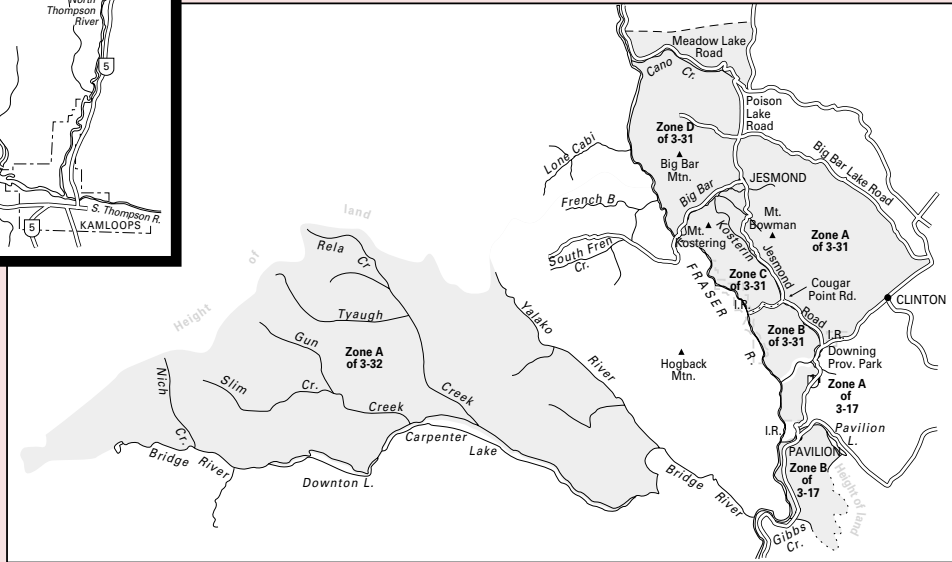 North
Thompson
River
5
S. Thompson R.
5
KAMLOOPS
Meadow Lake
Road
Cano Cr.
Poison
Lake
Road
Zone D
of 3-31
Big Bar
Mtn.
Lone Cabi
Big Bar Lake Road
JESMOND
French B
Big Bar
Mt.
Bowman
Mt.
Kostering
Kosterin
Zone A
of 3-31
South Fren
Cr.
Jesmond
Road
Zone C
of 3-31
Cougar
Point Rd.
FRASER
R.
I.R.
CLINTON
Zone B
of 3-31
I.R.
Downing
Prov. Park
Hogback
Mtn.
Zone A
of
3-17
I.R.
Pavilion
L.
PAVILION
Zone B
of
3-17
Height of land
Gibbs
Cr.
Height of land
Rela
Cr
Tyaugh
Yalako
River
Gun
Zone A
of 3-32
Nich
Cr.
Slim
Cr.
Creek
Creek
Carpenter
Lake
Bridge River
Downton L.
Bridge
River